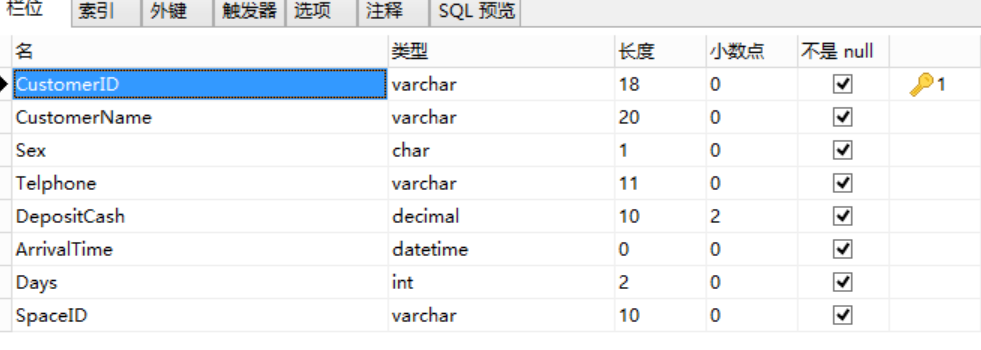 栏位 索引 外键 触发器 选项 注释 SQL 预览
名 类型 长度 小数点 不是 null
CustomerID varchar 18 0 1
CustomerName varchar 20 0
Sex char 1 0
Telphone varchar 11 0
DepositCash decimal 10 2
ArrivalTime datetime 0 0
Days int 2 0
SpaceID varchar 10 0